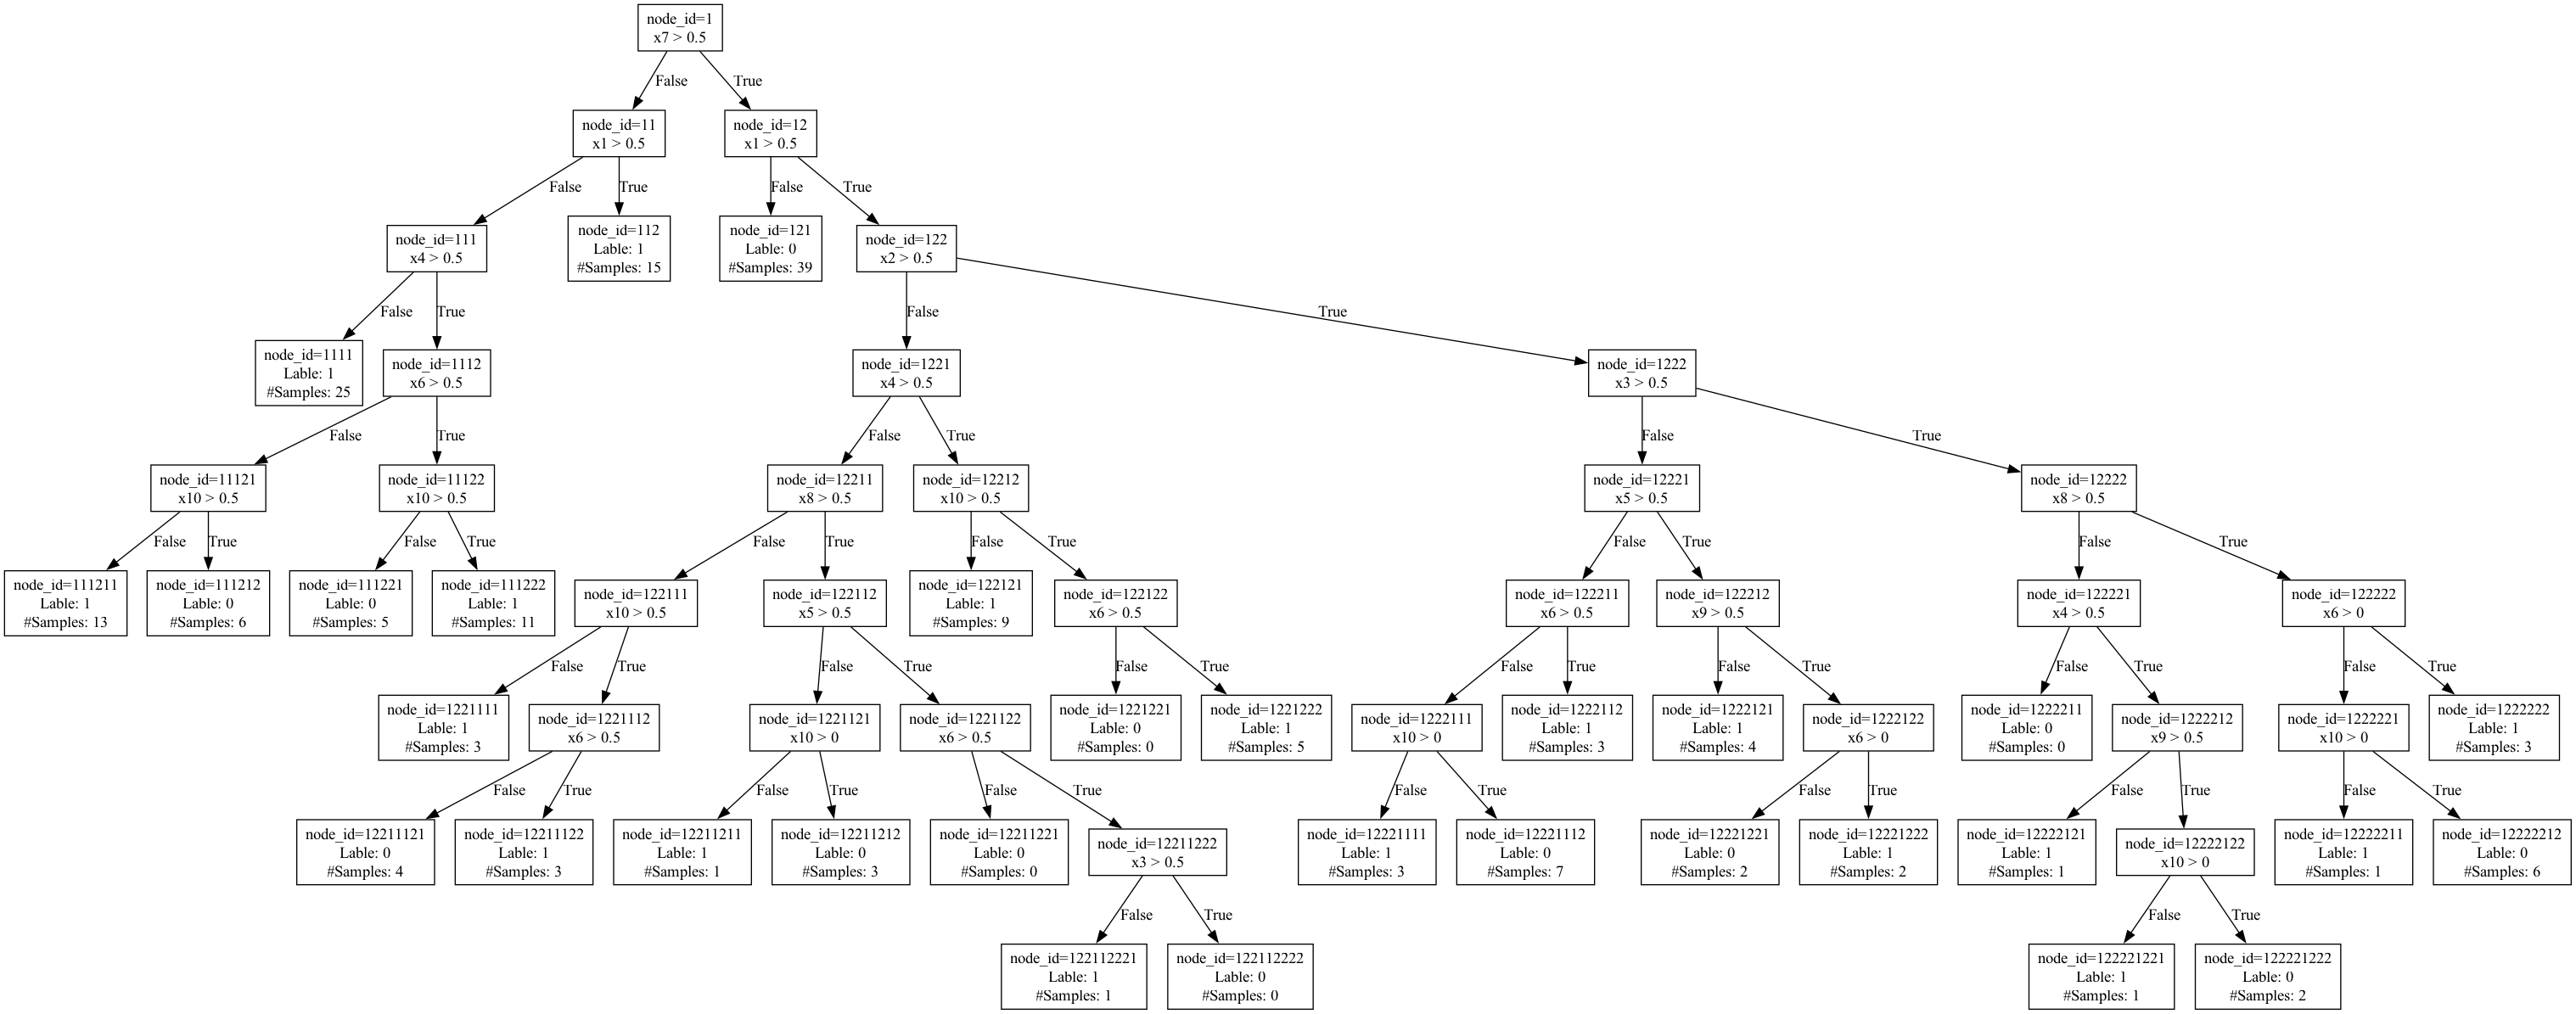 node_id=1
x7 > 0.5
False
True
node_id=11
x1 > 0.5
node_id=12
x1 > 0.5
False
True
False
True
node_id=111
x4 > 0.5
node_id=112
Lable: 1
#Samples: 15
node_id=121
Lable: 0
#Samples: 39
node_id=122
x2 > 0.5
False
True
False
True
node_id=1111
Lable: 1
#Samples: 25
node_id=1112
x6 > 0.5
node_id=1221
x4 > 0.5
node_id=1222
x3 > 0.5
False
True
False
True
False
True
node_id=11121
x10 > 0.5
node_id=11122
x10 > 0.5
node_id=12211
x8 > 0.5
node_id=12212
x10 > 0.5
node_id=12221
x5 > 0.5
node_id=12222
x8 > 0.5
False
True
False
True
False
True
False
True
False
True
False
True
node_id=111211
Lable: 1
#Samples: 13
node_id=111212
Lable: 0
#Samples: 6
node_id=111221
Lable: 0
#Samples: 5
node_id=111222
Lable: 1
#Samples: 11
node_id=122111
x10 > 0.5
node_id=122112
x5 > 0.5
node_id=122121
Lable: 1
#Samples: 9
node_id=122122
x6 > 0.5
node_id=122211
x6 > 0.5
node_id=122212
x9 > 0.5
node_id=122221
x4 > 0.5
node_id=122222
x6 > 0
False
True
False
True
False
True
False
True
False
True
False
True
False
True
node_id=1221111
Lable: 1
#Samples: 3
node_id=1221112
x6 > 0.5
node_id=1221121
x10 > 0
node_id=1221122
x6 > 0.5
node_id=1221221
Lable: 0
#Samples: 0
node_id=1221222
Lable: 1
#Samples: 5
node_id=1222111
x10 > 0
node_id=1222112
Lable: 1
#Samples: 3
node_id=1222121
Lable: 1
#Samples: 4
node_id=1222122
x6 > 0
node_id=1222211
Lable: 0
#Samples: 0
node_id=1222212
x9 > 0.5
node_id=1222221
x10 > 0
node_id=1222222
Lable: 1
#Samples: 3
False
True
False
True
False
True
False
True
False
True
False
True
False
True
node_id=12211121
Lable: 0
#Samples: 4
node_id=12211122
Lable: 1
#Samples: 3
node_id=12211211
Lable: 1
#Samples: 1
node_id=12211212
Lable: 0
#Samples: 3
node_id=12211221
Lable: 0
#Samples: 0
node_id=12211222
x3 > 0.5
node_id=12221111
Lable: 1
#Samples: 3
node_id=12221112
Lable: 0
#Samples: 7
node_id=12221221
Lable: 0
#Samples: 2
node_id=12221222
Lable: 1
#Samples: 2
node_id=12222121
Lable: 1
#Samples: 1
node_id=12222122
x10 > 0
node_id=12222211
Lable: 1
#Samples: 1
node_id=12222212
Lable: 0
#Samples: 6
False
True
False
True
node_id=122112221
Lable: 1
#Samples: 1
node_id=122112222
Lable: 0
#Samples: 0
node_id=122221221
Lable: 1
#Samples: 1
node_id=122221222
Lable: 0
#Samples: 2